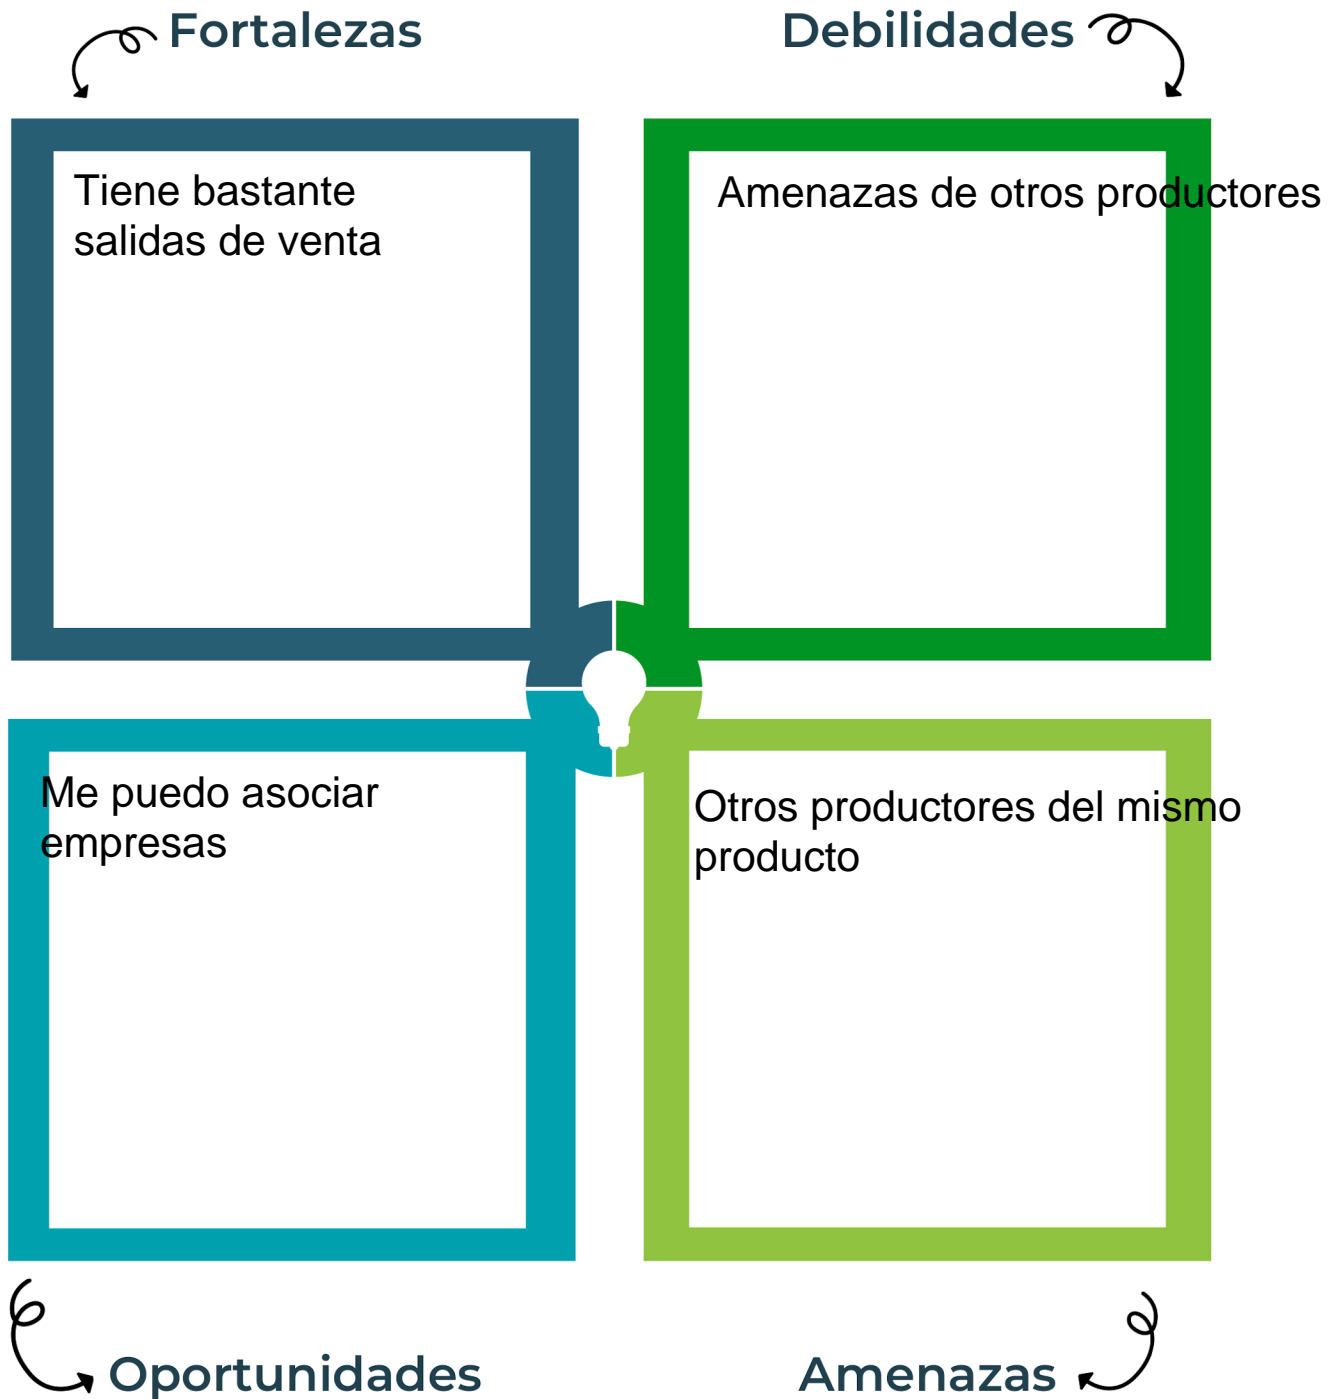 Fortalezas
Debilidades
Tiene bastante
salidas de venta
Amenazas de otros productores
Me puedo asociar
empresas
Otros productores del mismo
producto
Oportunidades
Amenazas